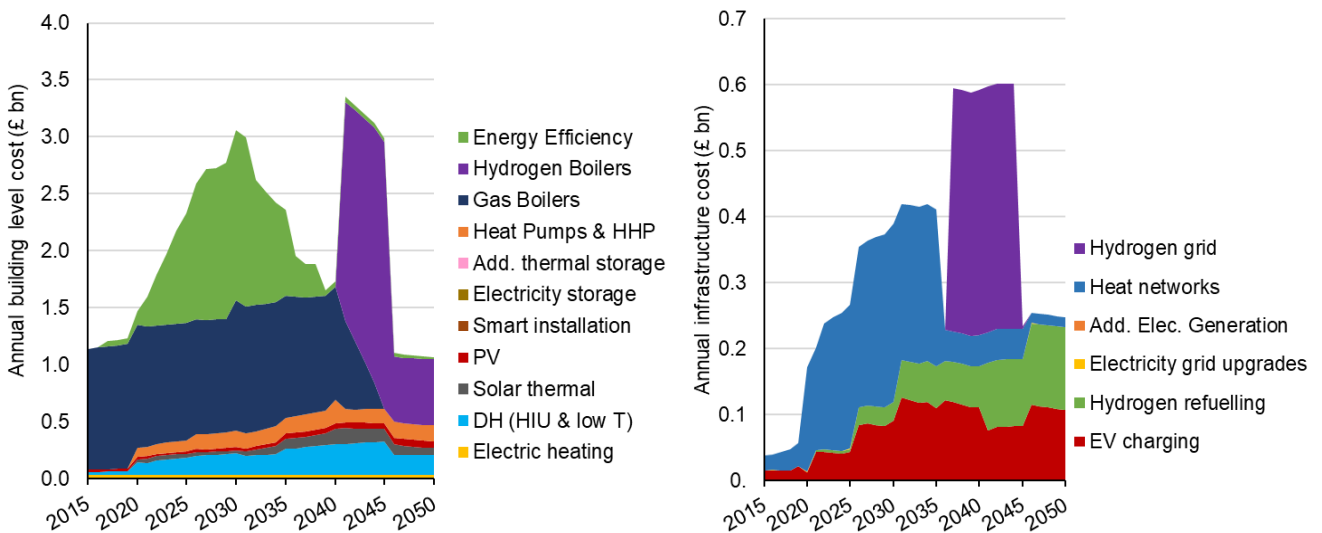 Annual building level cost (£ bn)
4.0
3.5
3.0
2.5
2.0
1.5
1.0
0.5
0.0
2015
2020
2025
2030
2035
2040
2045
2050
Energy Efficiency
Hydrogen Boilers
Gas Boilers
Heat Pumps & HHP
Add. thermal storage
Electricity storage
Smart installation
PV
Solar thermal
DH (HIU & low T)
Electric heating
Annual infrastructure cost (£ bn)
0.7
0.6
0.5
0.4
0.3
0.2
0.1
0.
2015
2020
2025
2030
2035
2040
2045
2050
Hydrogen grid
Heat networks
Add. Elec. Generation
Electricity grid upgrades
Hydrogen refuelling
EV charging